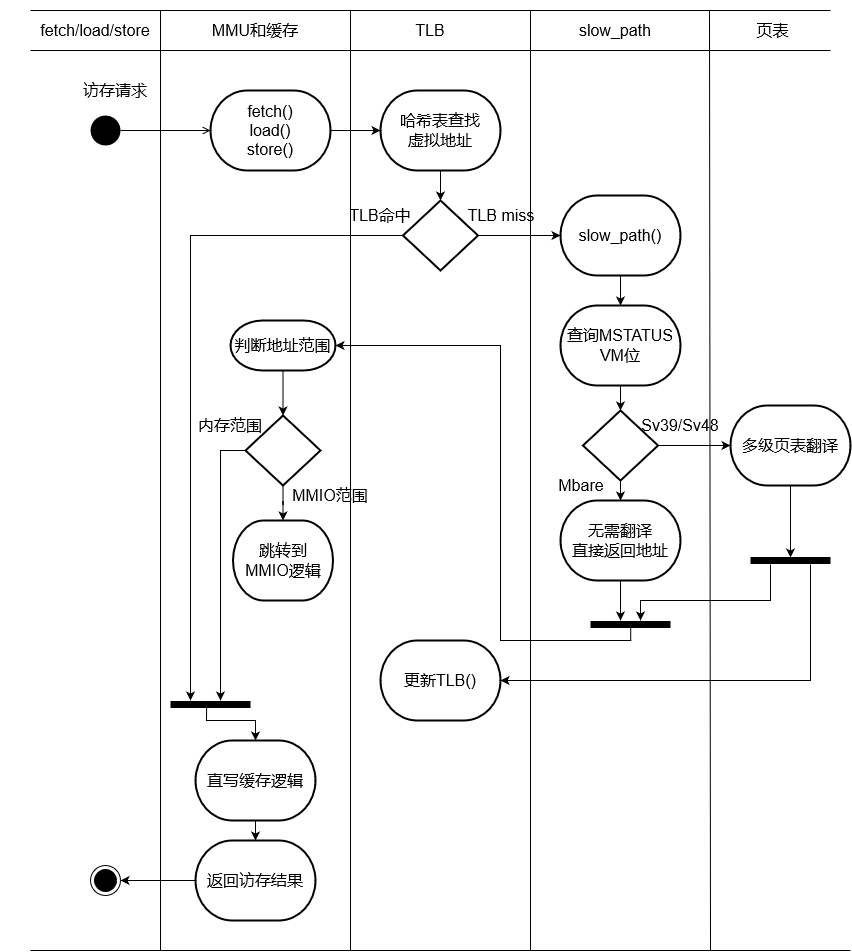 fetch/load/store
MMU和缓存
TLB
slow_path
页表
访存请求
fetch()
load()
store()
哈希表查找
虚拟地址
TLB命中
TLB miss
slow_path()
查询MSTATUS
VM位
判断地址范围
内存范围
Sv39/Sv48
多级页表翻译
Mbare
MMIO范围
无需翻译
直接返回地址
跳转到
MMIO逻辑
更新TLB()
直写缓存逻辑
返回访存结果